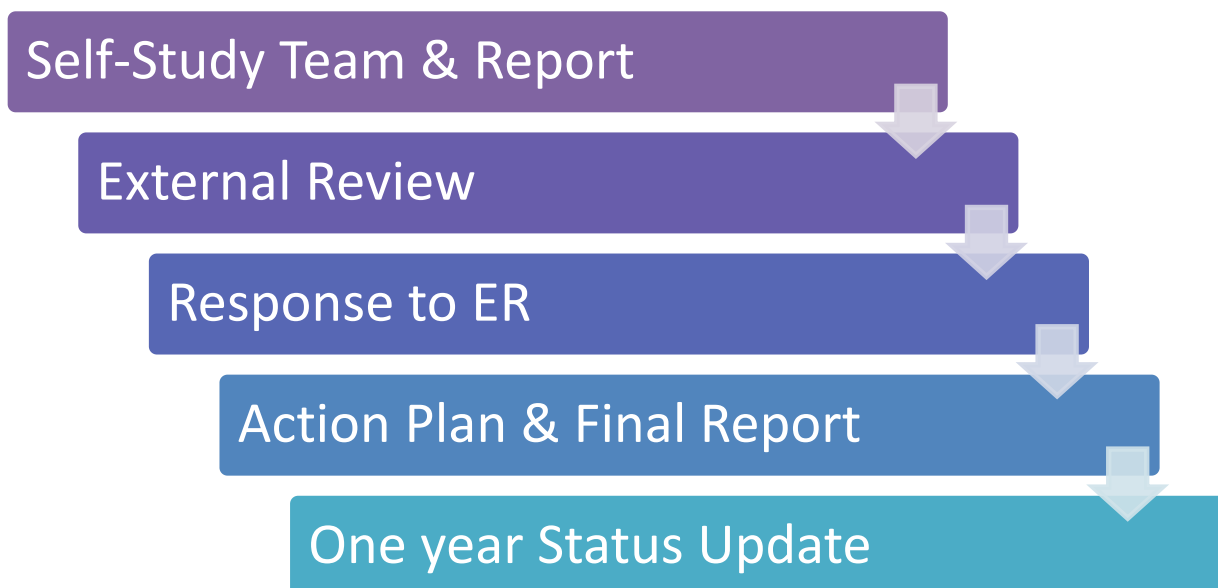 Self-Study Team & Report
External Review
Response to ER
Action Plan & Final Report
One year Status Update